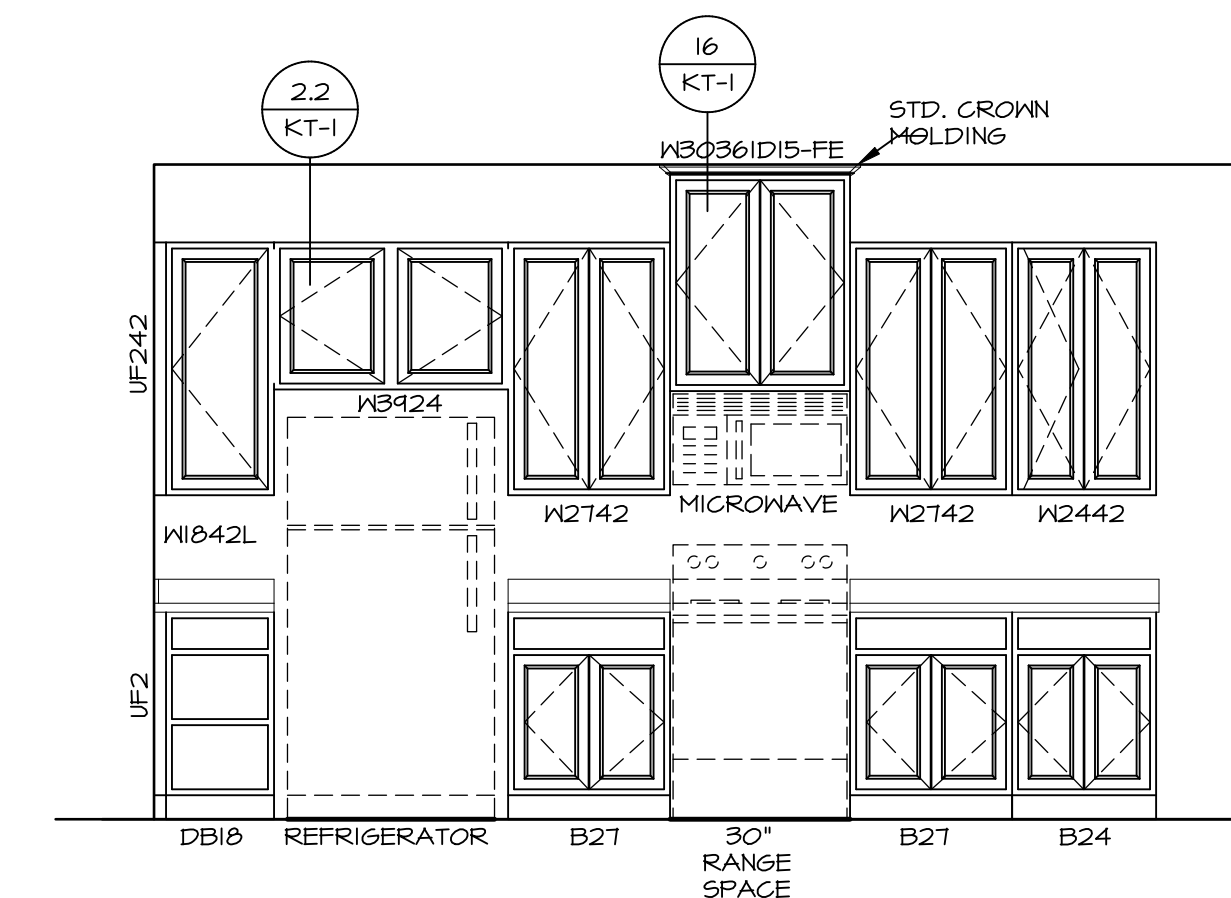 16
KT-1
2.2
KT-1
STD. CROWN
MOLDING
W30361D15-FE
UF242
W3924
W2742
MICROWAVE
W2742
W2442
W1842L
UF2
DB18
REFRIGERATOR
B27
30"
RANGE
SPACE
B27
B24